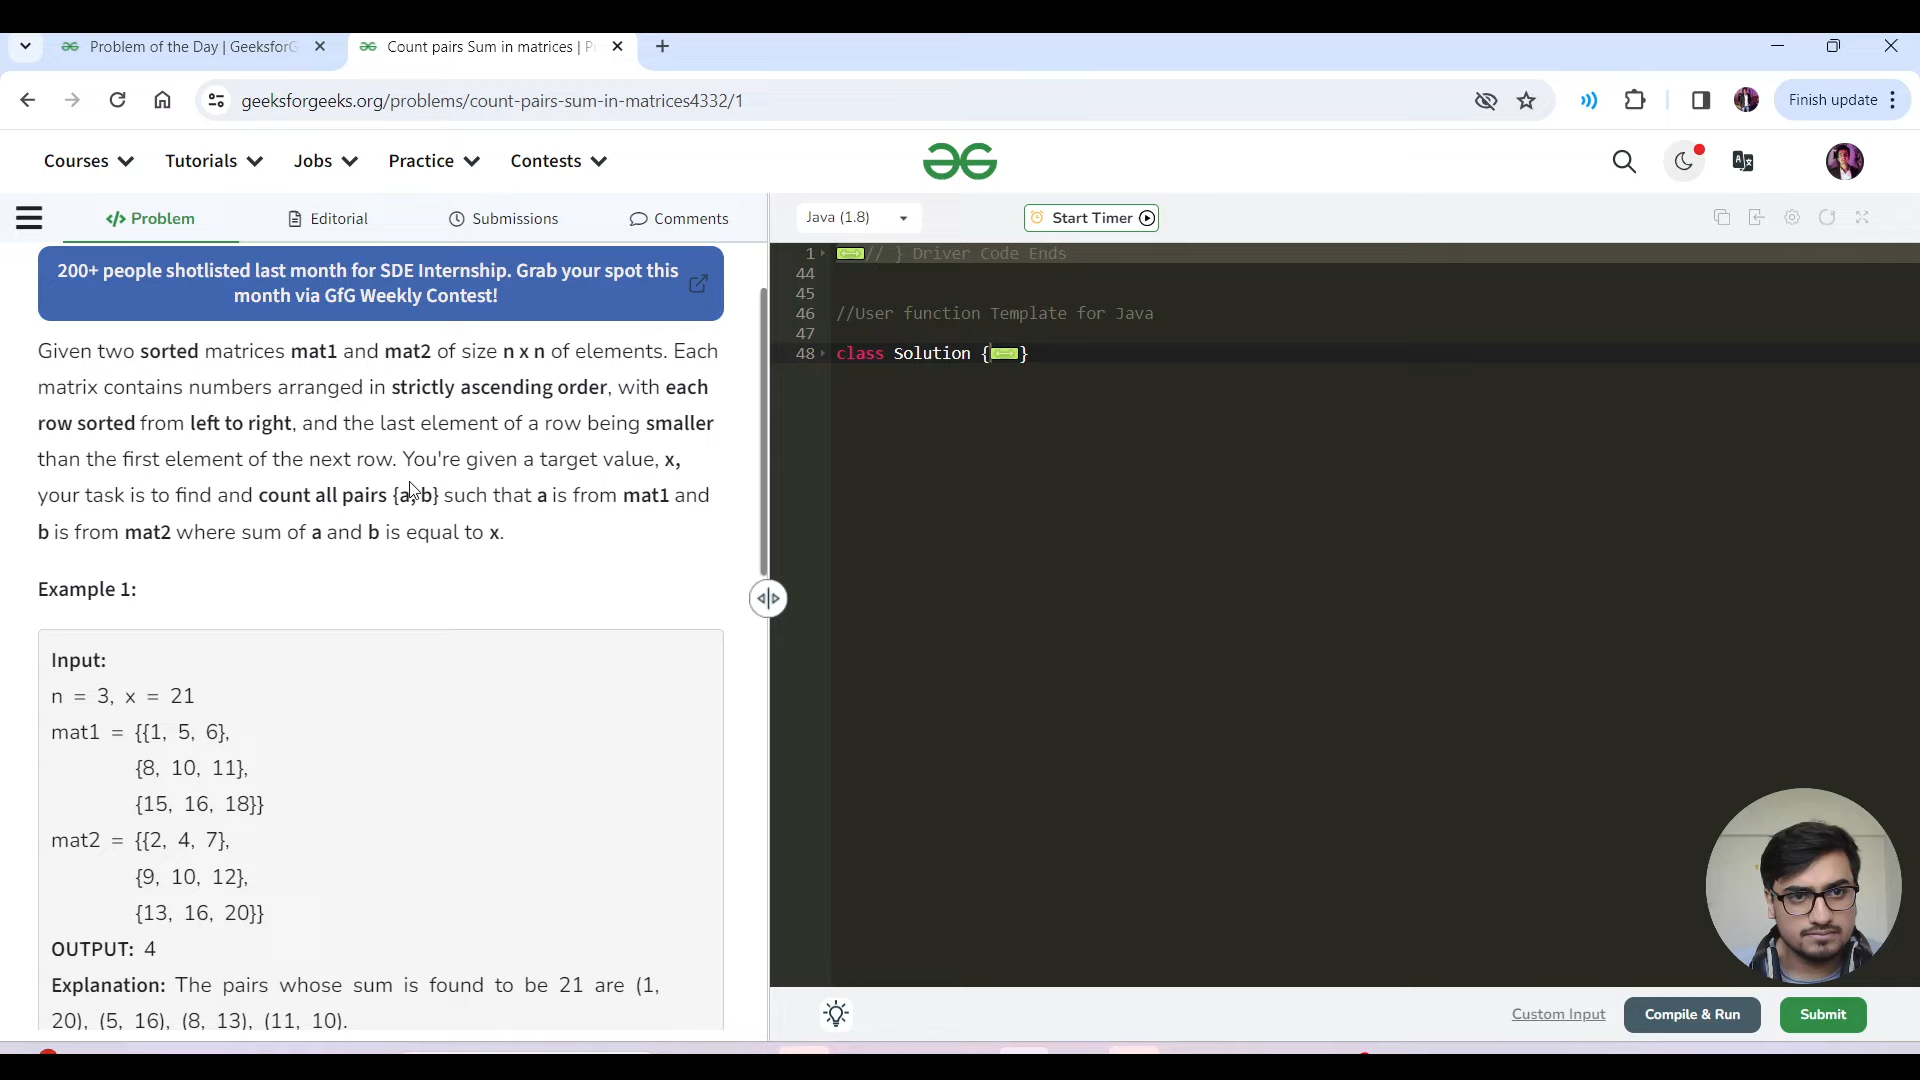 Problem of the Day | GeeksforG
Count pairs Sum in matrices | P
geeksforgeeks.org/problems/count-pairs-sum-in-matrices4332/1
Finish update
Courses
Tutorials
Jobs
Practice
Contests
Problem
Editorial
Submissions
Comments
Java (1.8)
Start Timer
200+ people shotlisted last month for SDE Internship. Grab your spot this
month via GfG Weekly Contest!
Given two sorted matrices mat1 and mat2 of size n x n of elements. Each
matrix contains numbers arranged in strictly ascending order, with each
row sorted from left to right, and the last element of a row being smaller
than the first element of the next row. You're given a target value, x,
your task is to find and count all pairs {a, b} such that a is from mat1 and
b is from mat2 where sum of a and b is equal to x.
Example 1:
Input:
n = 3, x = 21
mat1 = {{1, 5, 6},
{8, 10, 11},
{15, 16, 18}}
mat2 = {{2, 4, 7},
{9, 10, 12},
{13, 16, 20}}
OUTPUT: 4
Explanation: The pairs whose sum is found to be 21 are (1,
20), (5, 16), (8, 13), (11, 10).
1 // } Driver Code Ends
44
45
46 //User function Template for Java
47
48 class Solution {}
Custom Input
Compile & Run
Submit